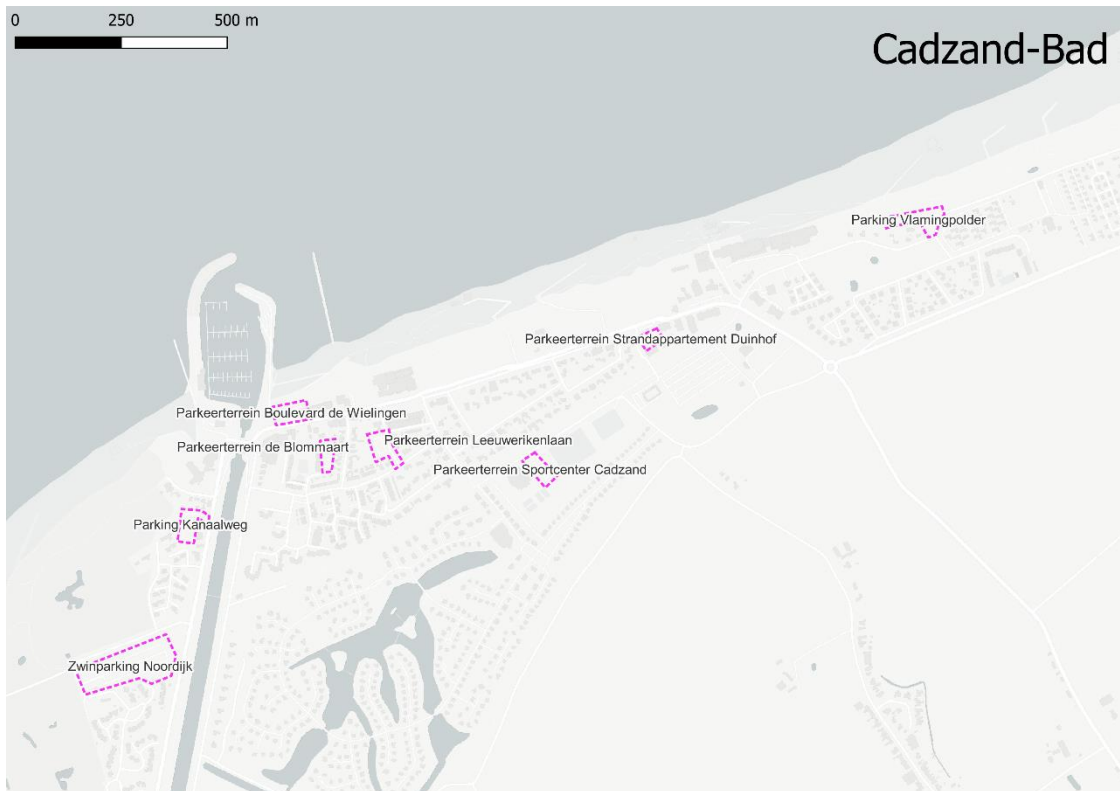 0 250 500 m
Cadzand-Bad
Parking Vlamingpolder
Parkeerterrein Strandappartement Duinhof
Parkeerterrein Boulevard de Wielingen
Parkeerterrein Leeuwerikenlaan
Parkeerterrein de Blommaart
Parkeerterrein Sportcenter Cadzand
Parking Kanaalweg
Zwinparking Noordijk